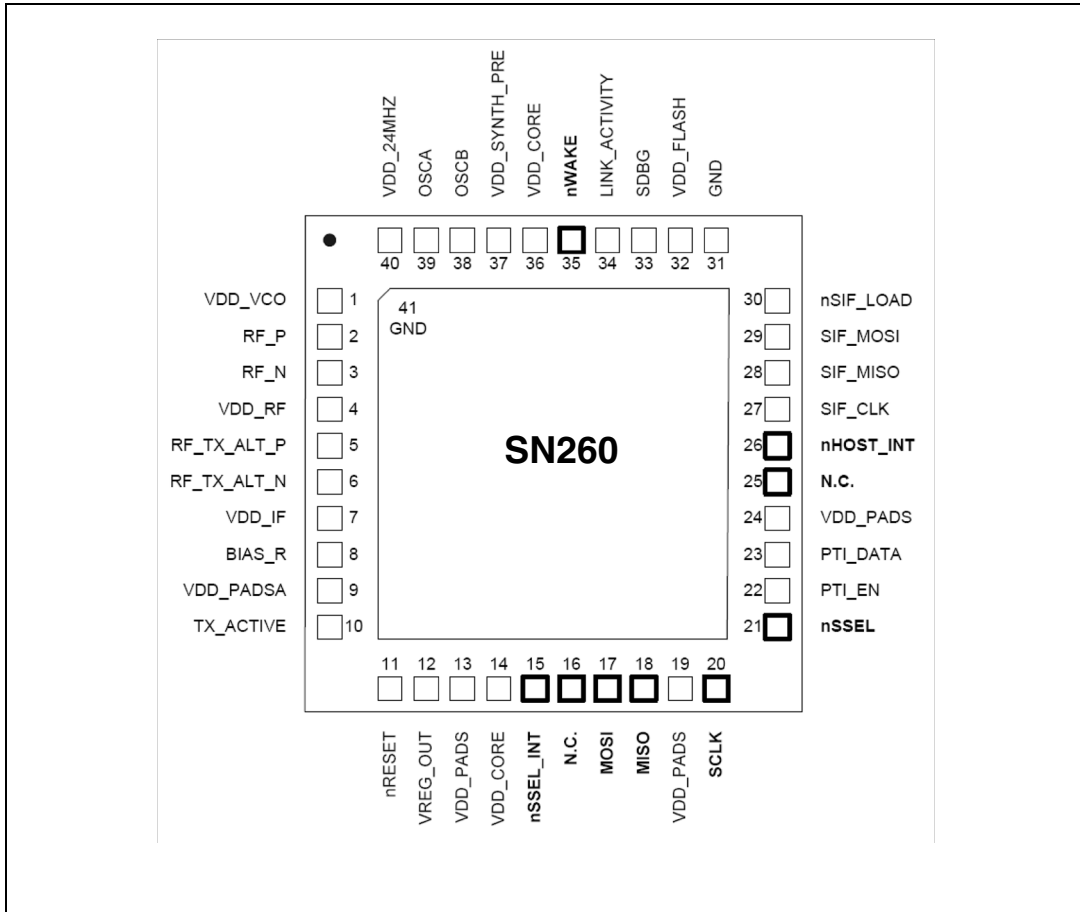 VDD_24MHZ
OSCA
OSCB
VDD_SYNTH_PRE
VDD_CORE
nWAKE
LINK_ACTIVITY
SDBG
VDD_FLASH
GND
40 39 38 37 36 35 34 33 32 31
VDD_VCO 1
RF_P 2
RF_N 3
VDD_RF 4
RF_TX_ALT_P 5
RF_TX_ALT_N 6
VDD_IF 7
BIAS_R 8
VDD_PADSA 9
TX_ACTIVE 10
41
GND
SN260
30 nSIF_LOAD
29 SIF_MOSI
28 SIF_MISO
27 SIF_CLK
26 nHOST_INT
25 N.C.
24 VDD_PADS
23 PTI_DATA
22 PTI_EN
21 nSSEL
11 12 13 14 15 16 17 18 19 20
nRESET
VREG_OUT
VDD_PADS
VDD_CORE
nSSEL_INT
N.C.
MOSI
MISO
VDD_PADS
SCLK